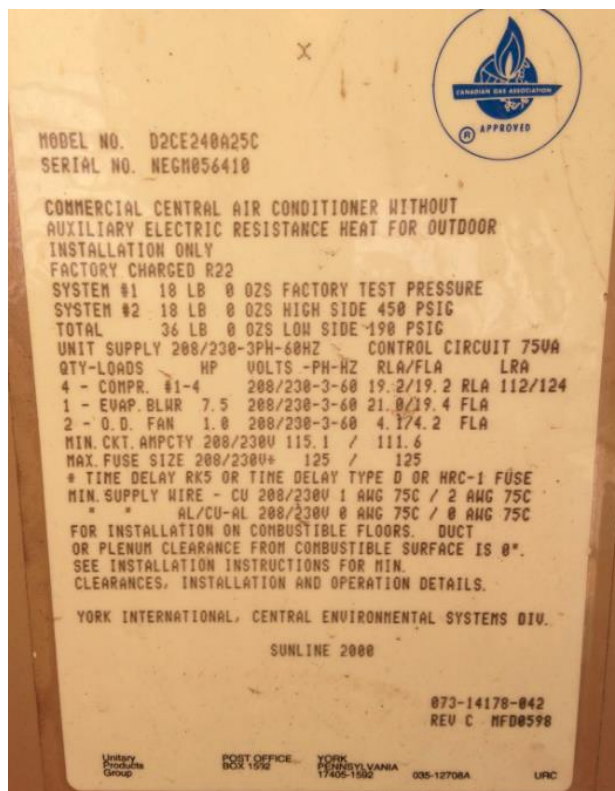 X
CANADIAN GAS ASSOCIATION
® APPROVED
MODEL NO. D2CE240A25C
SERIAL NO. NEGM056410
COMMERCIAL CENTRAL AIR CONDITIONER WITHOUT
AUXILIARY ELECTRIC RESISTANCE HEAT FOR OUTDOOR
INSTALLATION ONLY
FACTORY CHARGED R22
SYSTEM #1 18 LB 0 OZS FACTORY TEST PRESSURE
SYSTEM #2 18 LB 0 OZS HIGH SIDE 450 PSIG
TOTAL 36 LB 0 OZS LOW SIDE 190 PSIG
UNIT SUPPLY 208/230-3PH-60HZ CONTROL CIRCUIT 75VA
QTY-LOADS HP VOLTS -PH-HZ RLA/FLA LRA
4 - COMPR. #1-4 208/230-3-60 19.2/19.2 RLA 112/124
1 - EVAP.BLWR 7.5 208/230-3-60 21.0/19.4 FLA
2 - O.D. FAN 1.0 208/230-3-60 4.1/4.2 FLA
MIN.CKT.AMPCTY 208/230V 115.1 / 111.6
MAX.FUSE SIZE 208/230V* 125 / 125
* TIME DELAY RK5 OR TIME DELAY TYPE D OR HRC-1 FUSE
MIN.SUPPLY WIRE - CU 208/230V 1 AWG 75C / 2 AWG 75C
" " AL/CU-AL 208/230V 0 AWG 75C / 0 AWG 75C
FOR INSTALLATION ON COMBUSTIBLE FLOORS. DUCT
OR PLENUM CLEARANCE FROM COMBUSTIBLE SURFACE IS 0".
SEE INSTALLATION INSTRUCTIONS FOR MIN.
CLEARANCES, INSTALLATION AND OPERATION DETAILS.
YORK INTERNATIONAL, CENTRAL ENVIRONMENTAL SYSTEMS DIV.
SUNLINE 2000
073-14178-042
REV C MFD0598
Unitary Products Group
POST OFFICE BOX 1592
YORK PENNSYLVANIA 17405-1592
035-12708A
URC